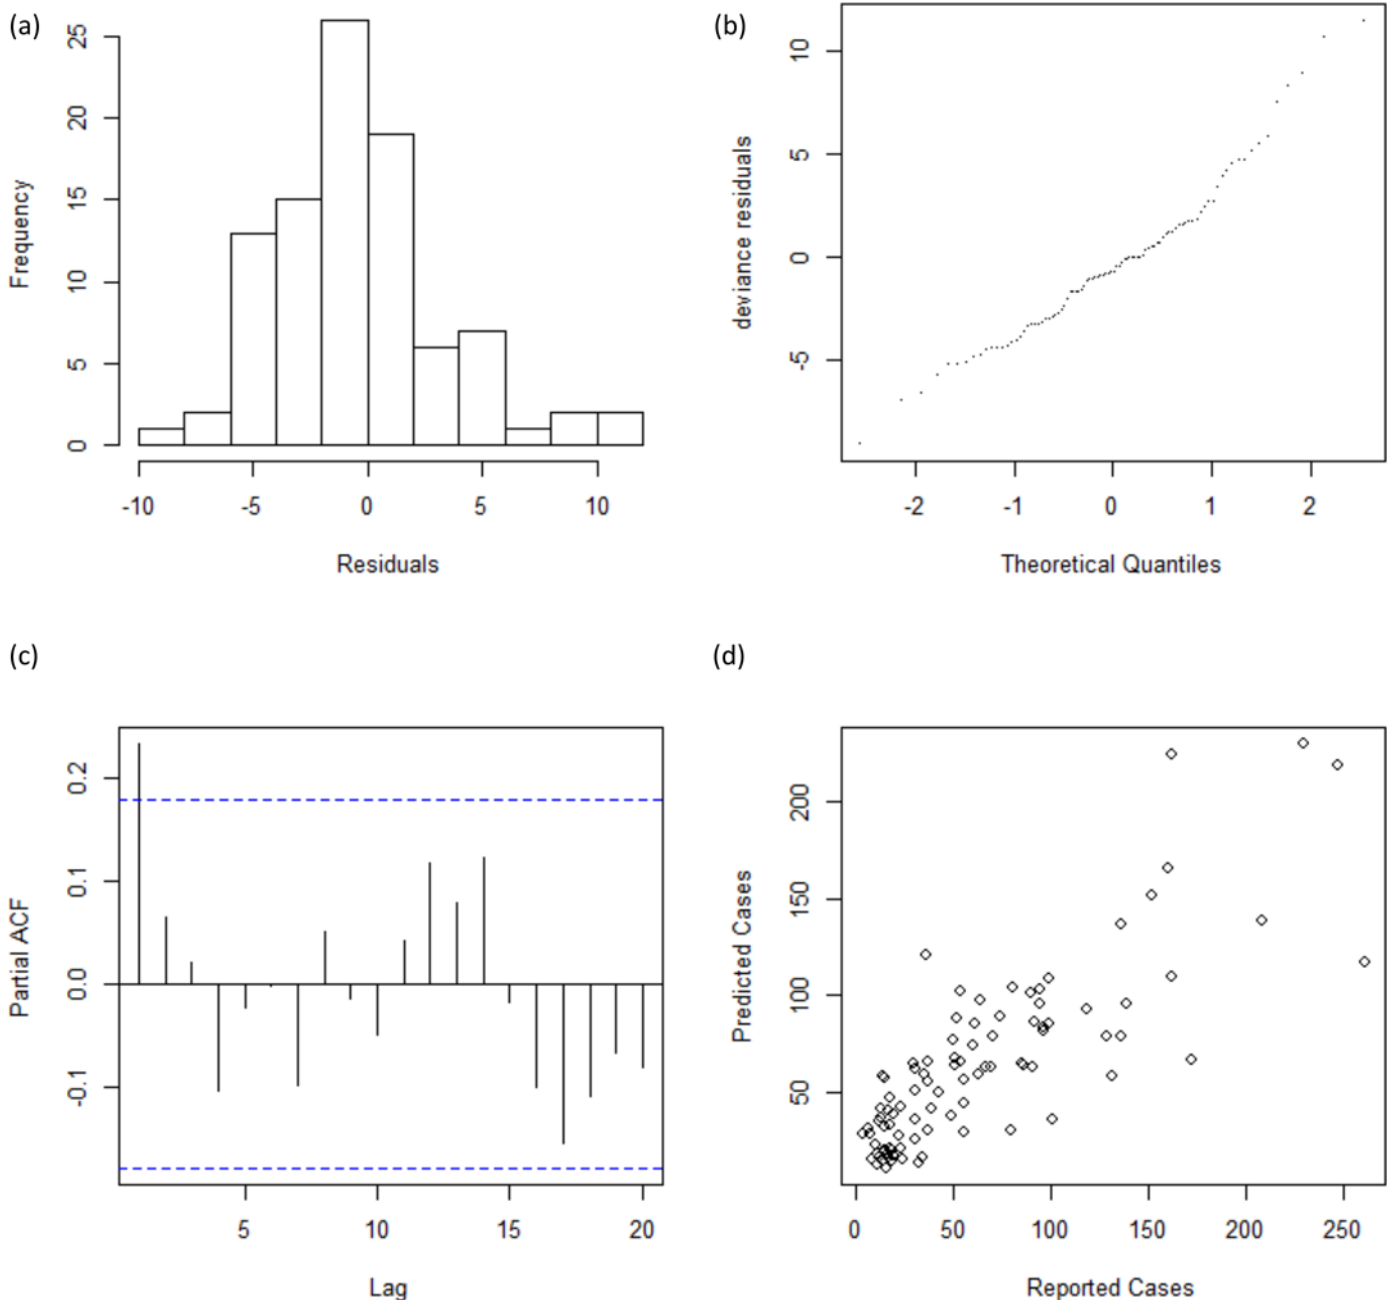 (a)
25
20
15
10
5
0
Frequency
-10 -5 0 5 10
Residuals
(b)
10
5
0
-5
deviance residuals
-2 -1 0 1 2
Theoretical Quantiles
(c)
0.2
0.1
0.0
-0.1
Partial ACF
5 10 15 20
Lag
(d)
200
150
100
50
Predicted Cases
0 50 100 150 200 250
Reported Cases